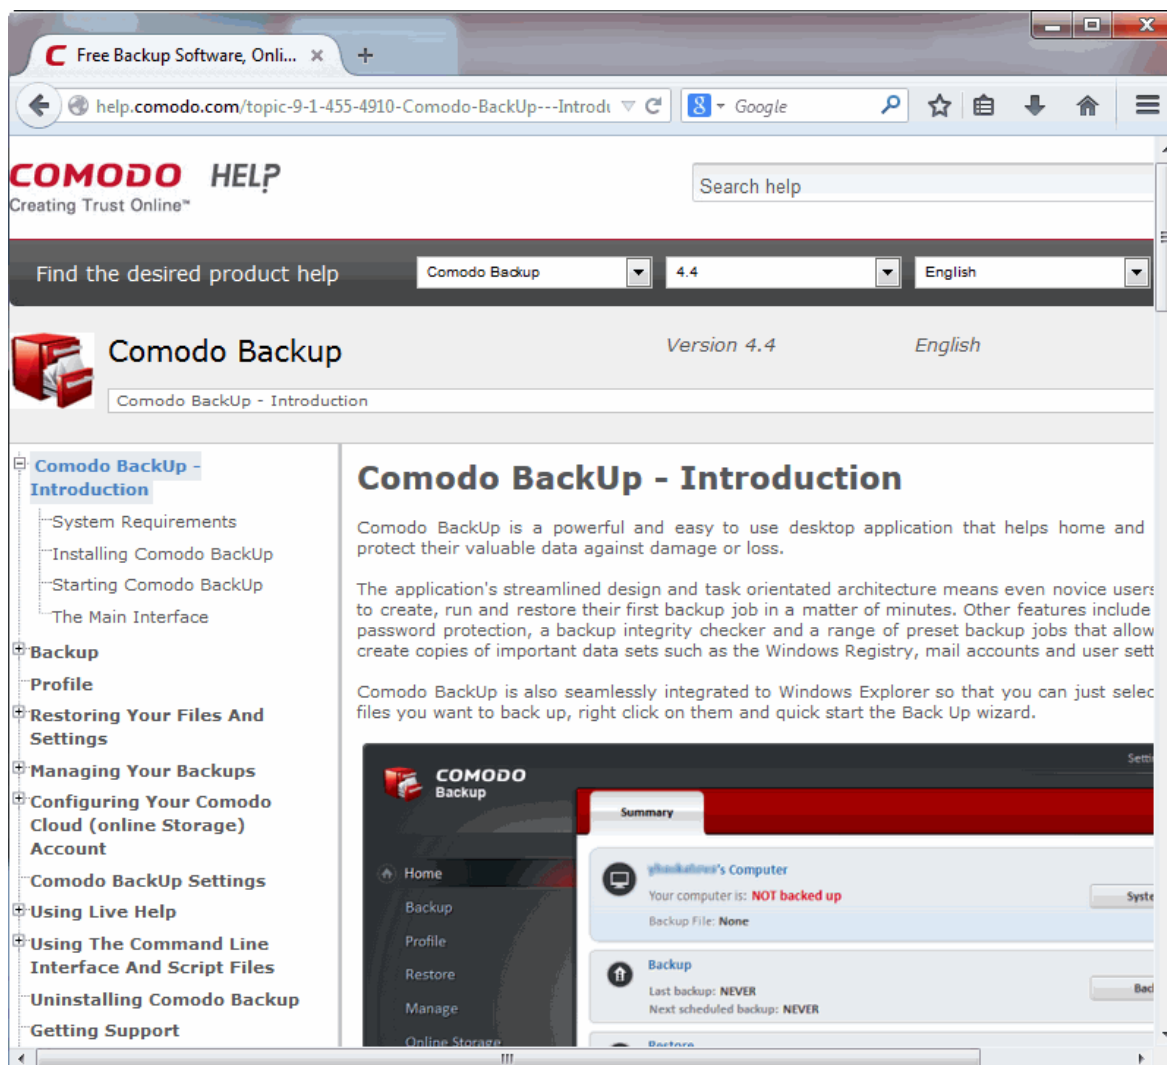 Free Backup Software, Onli...
help.comodo.com/topic-9-1-455-4910-Comodo-BackUp---Introdu
Google
COMODO HELP
Creating Trust Online™
Search help
Find the desired product help
Comodo Backup
4.4
English
Comodo Backup
Version 4.4
English
Comodo BackUp - Introduction
Comodo BackUp -
Introduction
System Requirements
Installing Comodo BackUp
Starting Comodo BackUp
The Main Interface
Backup
Profile
Restoring Your Files And
Settings
Managing Your Backups
Configuring Your Comodo
Cloud (online Storage)
Account
Comodo BackUp Settings
Using Live Help
Using The Command Line
Interface And Script Files
Uninstalling Comodo Backup
Getting Support
Comodo BackUp - Introduction
Comodo BackUp is a powerful and easy to use desktop application that helps home and
protect their valuable data against damage or loss.
The application's streamlined design and task orientated architecture means even novice users
to create, run and restore their first backup job in a matter of minutes. Other features include
password protection, a backup integrity checker and a range of preset backup jobs that allow
create copies of important data sets such as the Windows Registry, mail accounts and user sett
Comodo BackUp is also seamlessly integrated to Windows Explorer so that you can just selec
files you want to back up, right click on them and quick start the Back Up wizard.
COMODO
Backup
Setti
Summary
Home
Backup
Profile
Restore
Manage
Online Storage
's Computer
Your computer is: NOT backed up
Backup File: None
Syste
Backup
Last backup: NEVER
Next scheduled backup: NEVER
Bac
Restore